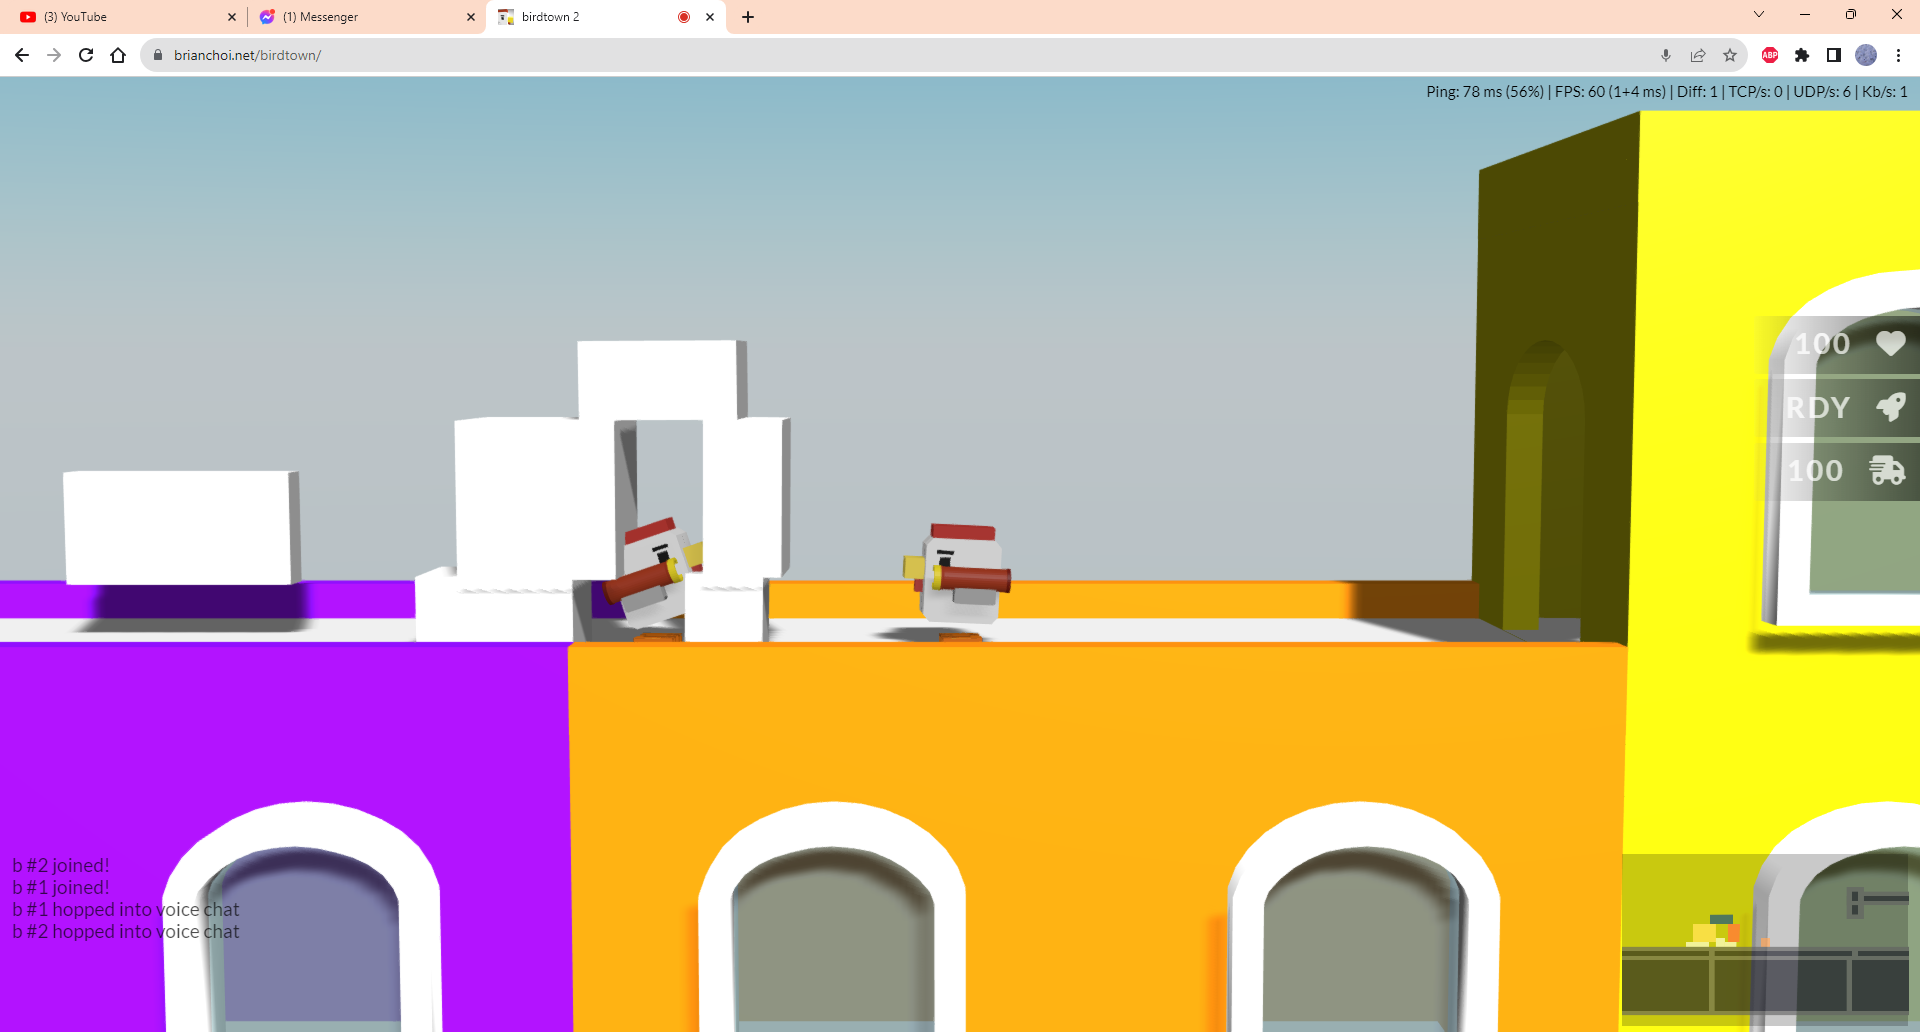 (3) YouTube
(1) Messenger
birdtown 2
brianchoi.net/birdtown/
ABP
Ping: 78 ms (56%) | FPS: 60 (1+4 ms) | Diff: 1 | TCP/s: 0 | UDP/s: 6 | Kb/s: 1
100
RDY
100
b #2 joined!
b #1 joined!
b #1 hopped into voice chat
b #2 hopped into voice chat